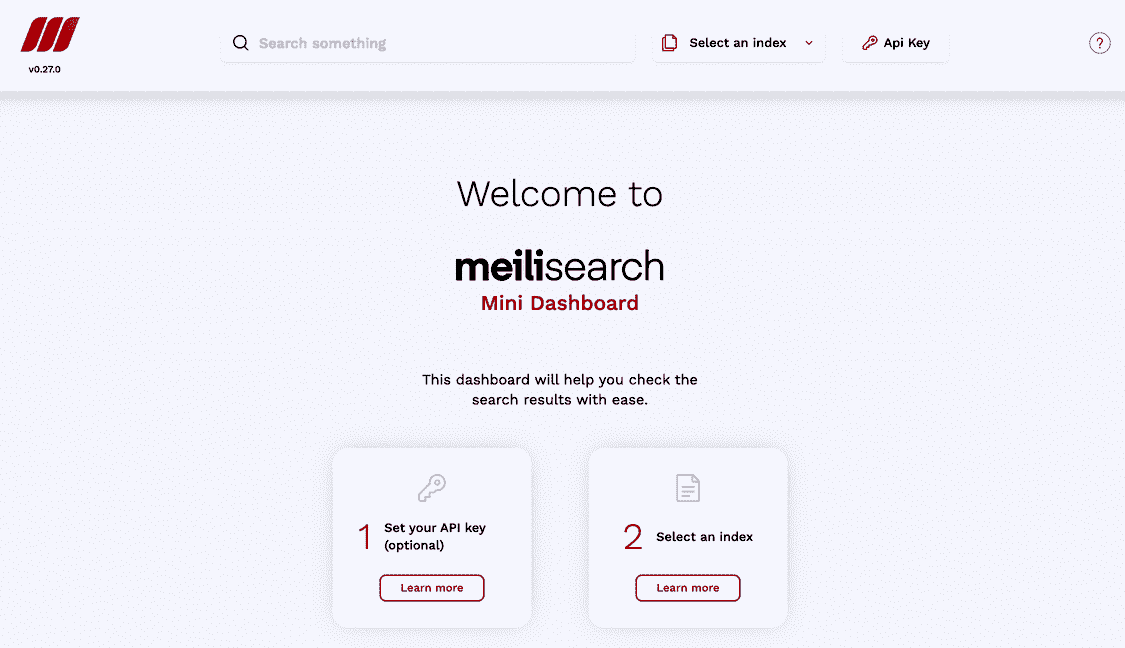 v0.27.0
Search something
Select an index
Api Key
?
Welcome to
meilisearch
Mini Dashboard
This dashboard will help you check the
search results with ease.
1
Set your API key
(optional)
Learn more
2
Select an index
Learn more